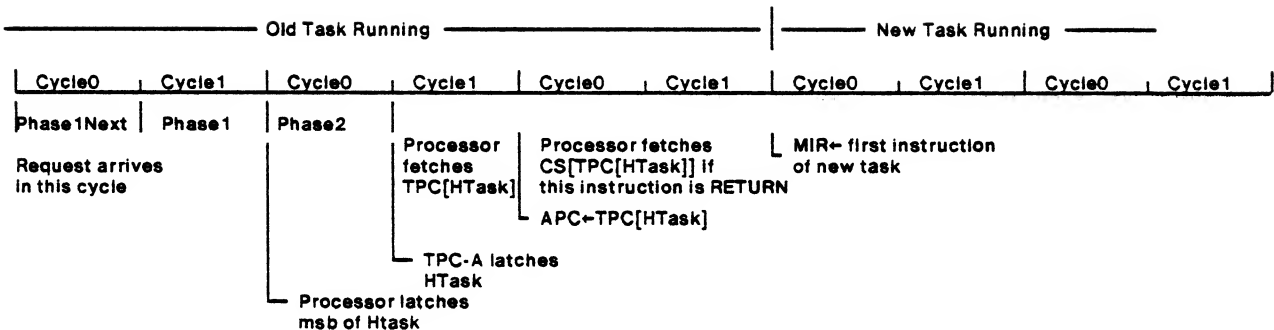 Old Task Running
New Task Running
Cycle0 Cycle1 Cycle0 Cycle1 Cycle0 Cycle1 Cycle0 Cycle1 Cycle0 Cycle1
Phase1Next Phase1 Phase2
Request arrives
in this cycle
Processor
fetches
TPC[HTask]
Processor fetches
CS[TPC[HTask]] if
this instruction is RETURN
MIR← first instruction
of new task
APC←TPC[HTask]
TPC-A latches
HTask
Processor latches
msb of Htask